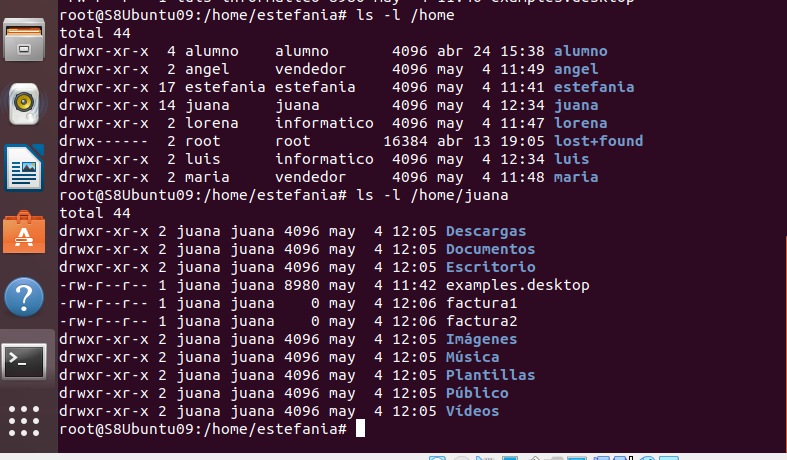 root@S8Ubuntu09:/home/estefania# ls -l /home
total 44
drwxr-xr-x  4 alumno    alumno       4096 abr 24 15:38 alumno
drwxr-xr-x  2 angel     vendedor     4096 may  4 11:49 angel
drwxr-xr-x 17 estefania estefania    4096 may  4 11:41 estefania
drwxr-xr-x 14 juana     juana        4096 may  4 12:34 juana
drwxr-xr-x  2 lorena    informatico  4096 may  4 11:47 lorena
drwx------  2 root      root        16384 abr 13 19:05 lost+found
drwxr-xr-x  2 luis      informatico  4096 may  4 12:34 luis
drwxr-xr-x  2 maria     vendedor     4096 may  4 11:48 maria
root@S8Ubuntu09:/home/estefania# ls -l /home/juana
total 44
drwxr-xr-x 2 juana juana 4096 may  4 12:05 Descargas
drwxr-xr-x 2 juana juana 4096 may  4 12:05 Documentos
drwxr-xr-x 2 juana juana 4096 may  4 12:05 Escritorio
-rw-r--r-- 1 juana juana 8980 may  4 11:42 examples.desktop
-rw-r--r-- 1 juana juana    0 may  4 12:06 factura1
-rw-r--r-- 1 juana juana    0 may  4 12:06 factura2
drwxr-xr-x 2 juana juana 4096 may  4 12:05 Imágenes
drwxr-xr-x 2 juana juana 4096 may  4 12:05 Música
drwxr-xr-x 2 juana juana 4096 may  4 12:05 Plantillas
drwxr-xr-x 2 juana juana 4096 may  4 12:05 Público
drwxr-xr-x 2 juana juana 4096 may  4 12:05 Vídeos
root@S8Ubuntu09:/home/estefania#